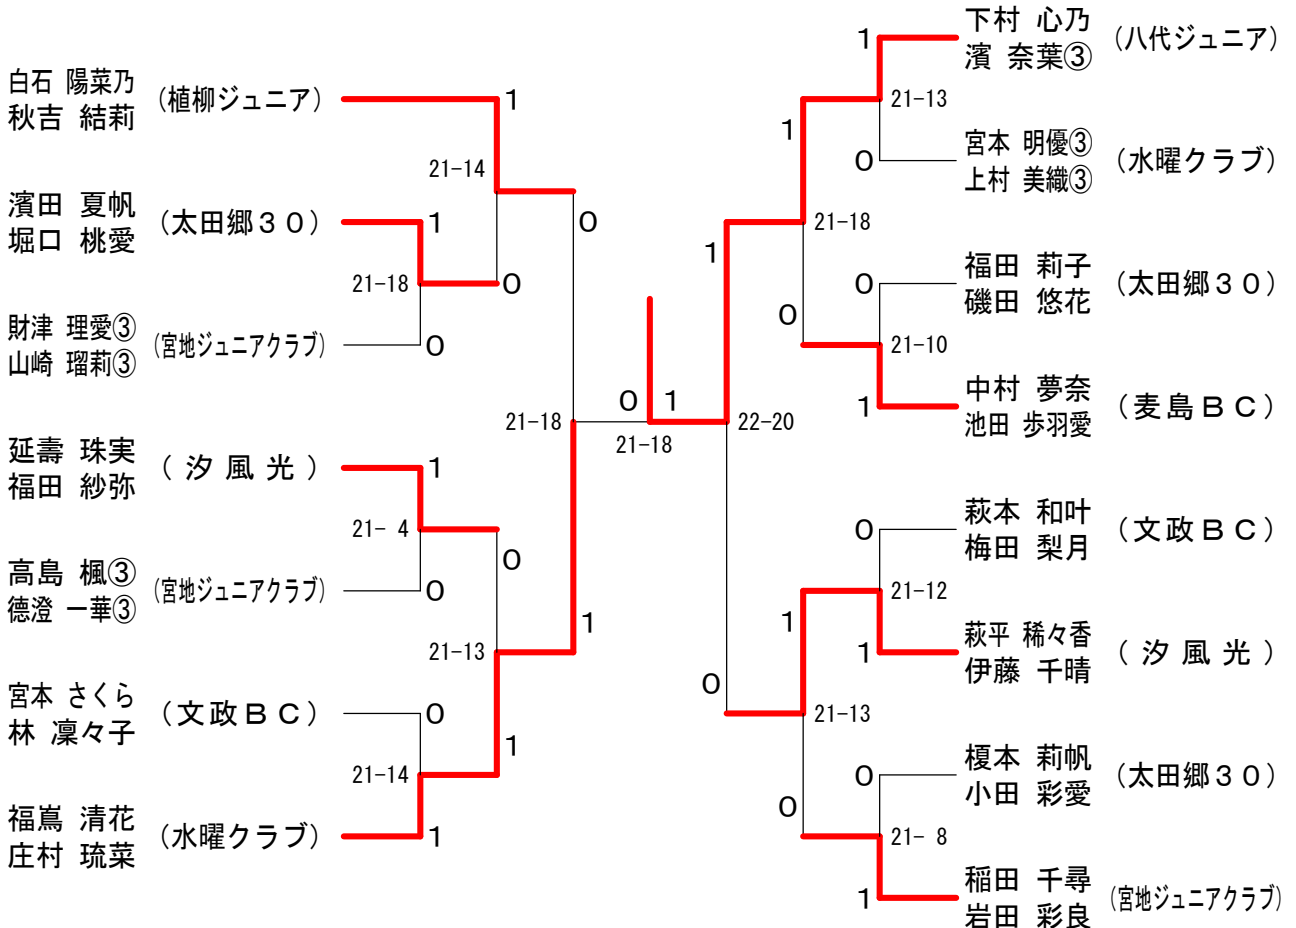 白石 陽菜乃
秋吉 結莉
(植柳ジュニア)
1
21-14
濱田 夏帆
堀口 桃愛
(太田郷30)
1
21-18
0
0
財津 理愛③
山崎 瑠莉③
(宮地ジュニアクラブ)
0
21-18
延壽 珠実
福田 紗弥
(汐風光)
1
21- 4
0
高島 楓③
德澄 一華③
(宮地ジュニアクラブ)
0
1
21-13
宮本 さくら
林 凜々子
(文政BC)
0
1
21-14
福嶌 清花
庄村 琉菜
(水曜クラブ)
1
0
1
21-18
下村 心乃
濱 奈葉③
(八代ジュニア)
1
21-13
1
宮本 明優③
上村 美織③
(水曜クラブ)
0
21-18
1
福田 莉子
磯田 悠花
(太田郷30)
0
0
21-10
中村 夢奈
池田 歩羽愛
(麦島BC)
1
22-20
萩本 和叶
梅田 梨月
(文政BC)
0
21-12
1
萩平 稀々香
伊藤 千晴
(汐風光)
1
0
21-13
榎本 莉帆
小田 彩愛
(太田郷30)
0
0
21- 8
稲田 千尋
岩田 彩良
(宮地ジュニアクラブ)
1